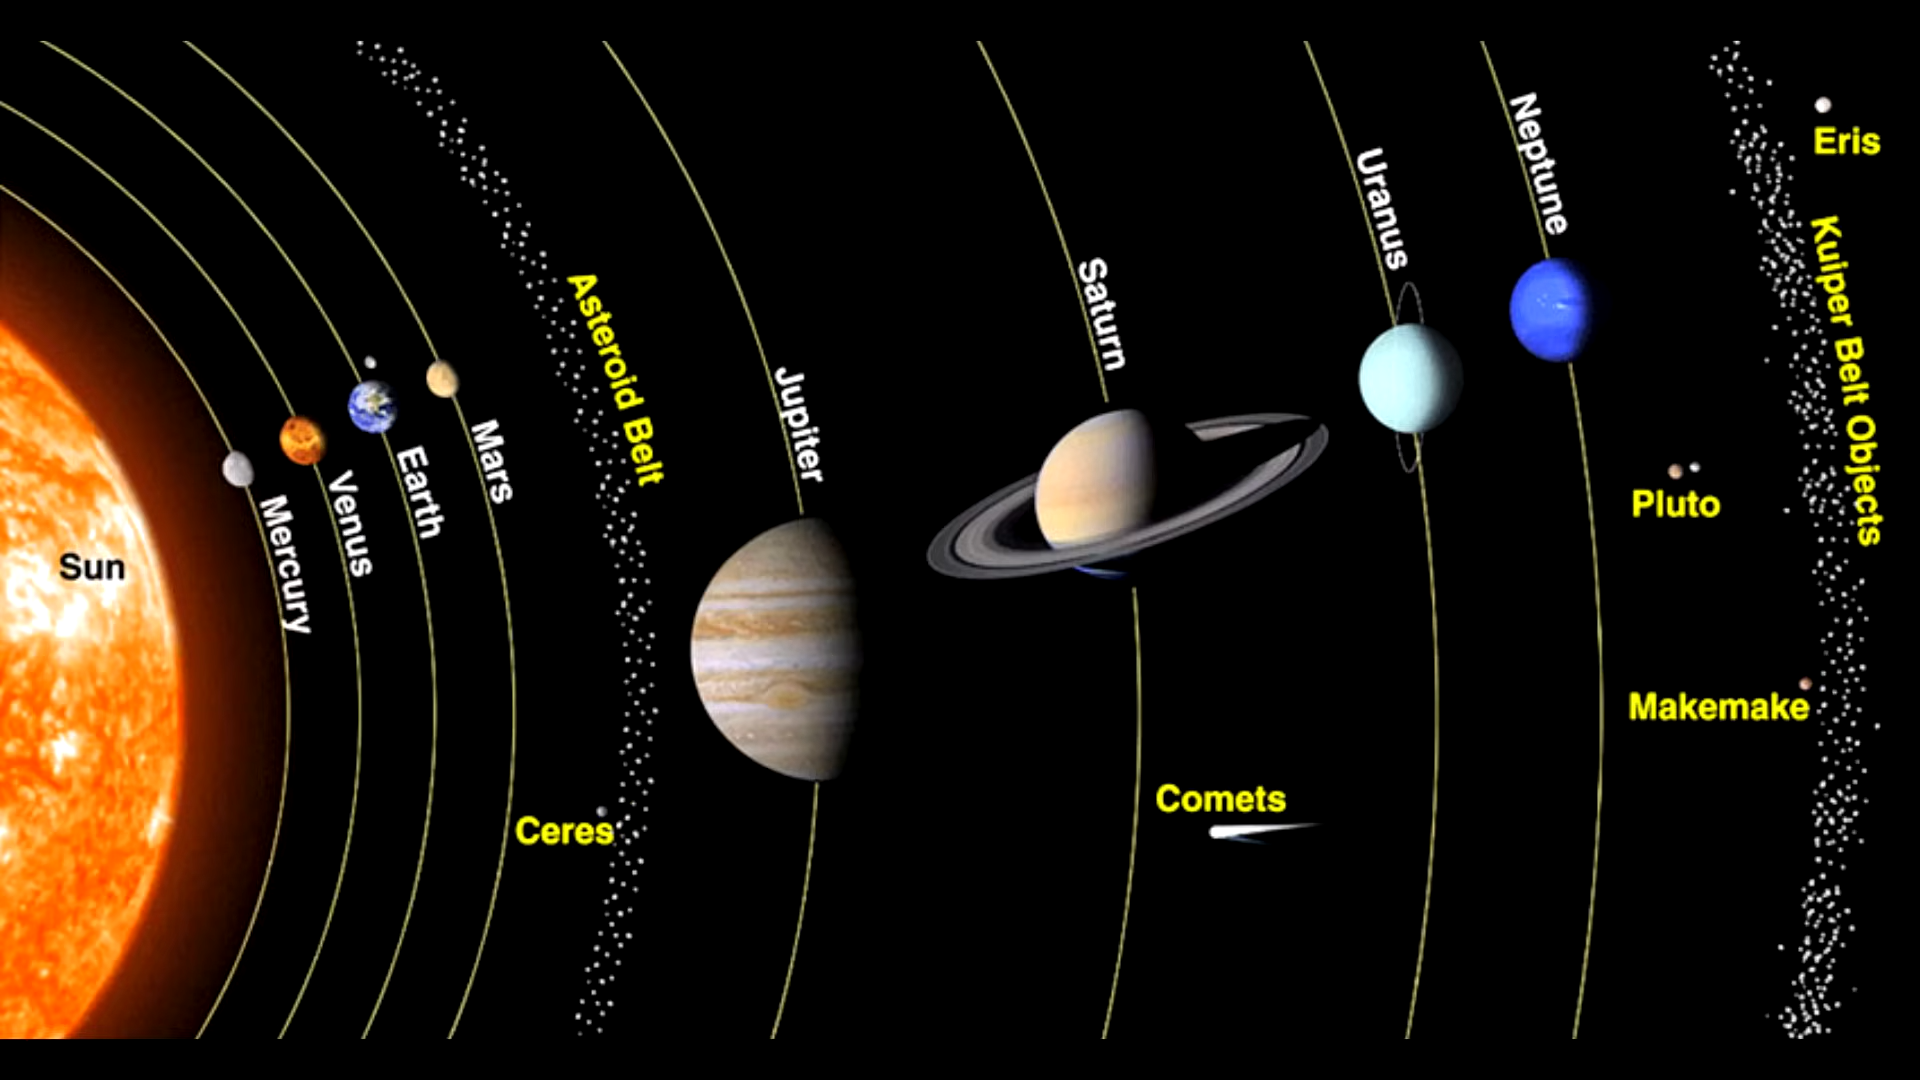 Sun
Mercury
Venus
Earth
Mars
Asteroid Belt
Ceres
Jupiter
Saturn
Comets
Uranus
Neptune
Pluto
Makemake
Eris
Kuiper Belt Objects